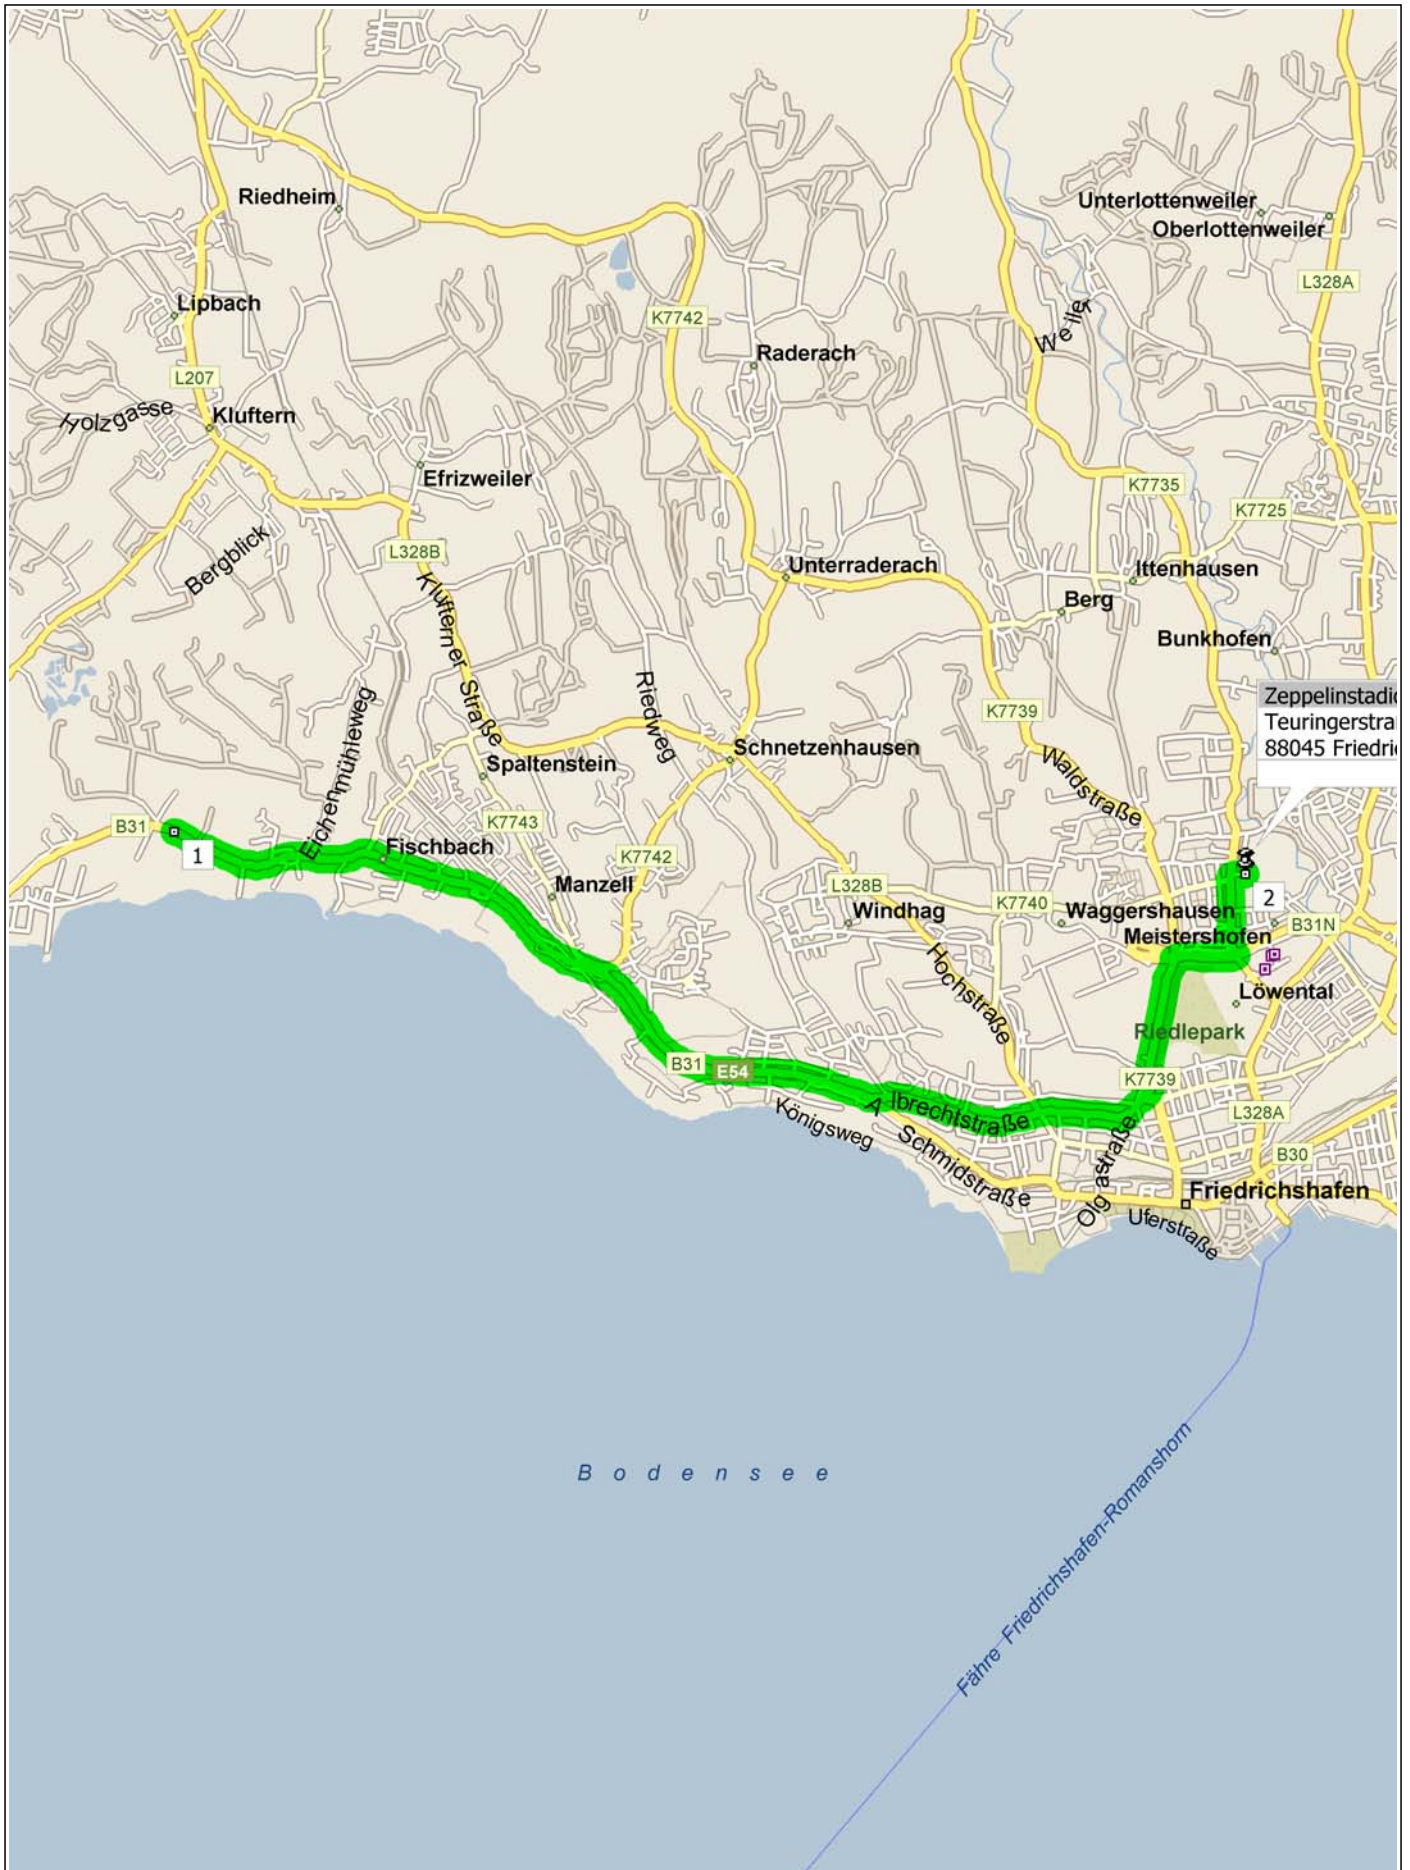 Riedheim
Unterlottenweiler
Oberlottenweiler
L328A
Lipbach
K7742
Weiler
Raderach
L207
Holzgasse
Kluftern
Efrizweiler
K7735
K7725
L328B
Bergblick
Unterraderach
Ittenhausen
Klufterner Straße
Berg
Bunkhofen
Riedweg
Eichenmühleweg
Zeppelinstadio
Teuringerstra
88045 Friedri
K7739
Schnetzenhausen
Waldstraße
Spaltenstein
B31
K7743
1
Fischbach
K7742
Manzell
L328B
K7740
2
Windhag
Waggershausen
B31N
Meistershofen
Hochstraße
Löwental
Riedlepark
B31
E54
K7739
Albrechtstraße
Königsweg
L328A
Schmidstraße
Olgastraße
B30
Friedrichshafen
Uferstraße
Bodensee
Fähre Friedrichshafen-Romanshorn